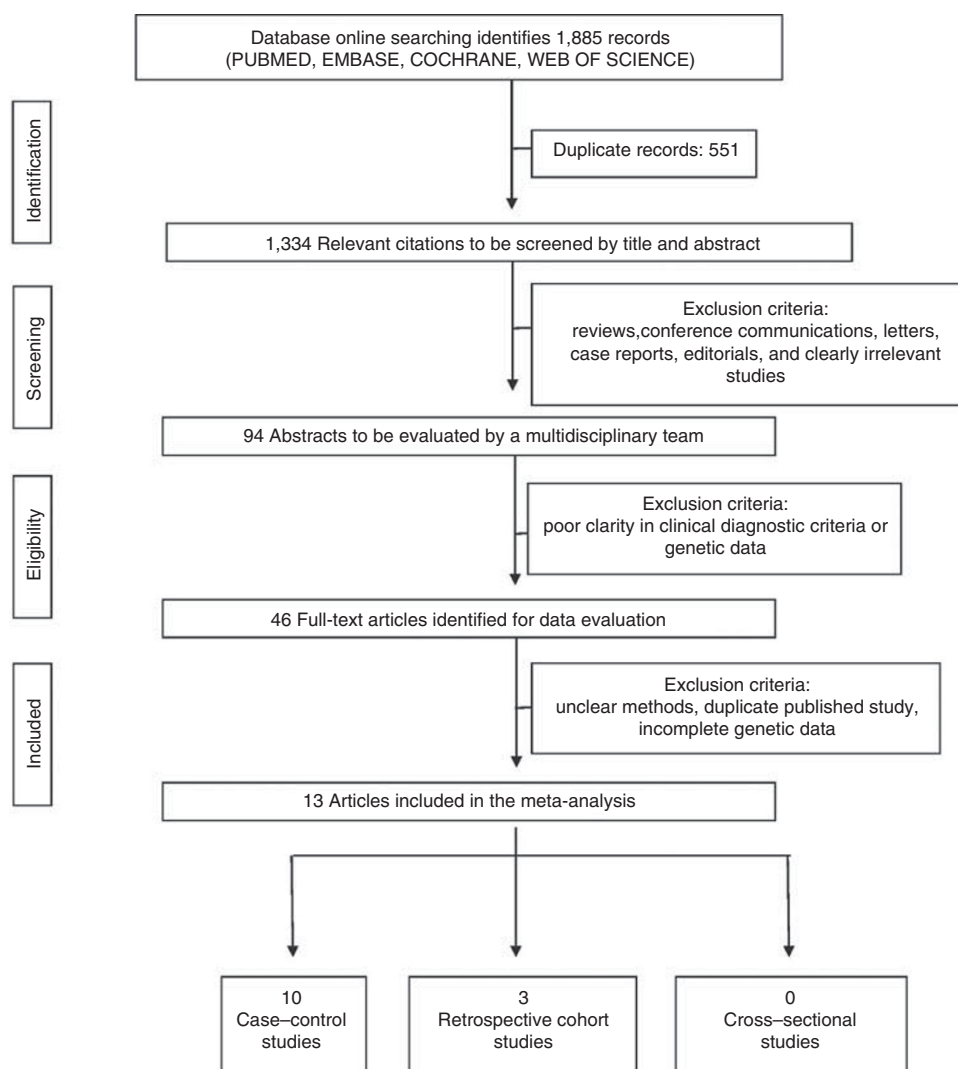 Database online searching identifies 1,885 records
(PUBMED, EMBASE, COCHRANE, WEB OF SCIENCE)
Identification
Duplicate records: 551
1,334 Relevant citations to be screened by title and abstract
Screening
Exclusion criteria:
reviews,conference communications, letters,
case reports, editorials, and clearly irrelevant
studies
94 Abstracts to be evaluated by a multidisciplinary team
Eligibility
Exclusion criteria:
poor clarity in clinical diagnostic criteria or
genetic data
46 Full-text articles identified for data evaluation
Included
Exclusion criteria:
unclear methods, duplicate published study,
incomplete genetic data
13 Articles included in the meta-analysis
10
Case–control
studies
3
Retrospective cohort
studies
0
Cross–sectional
studies